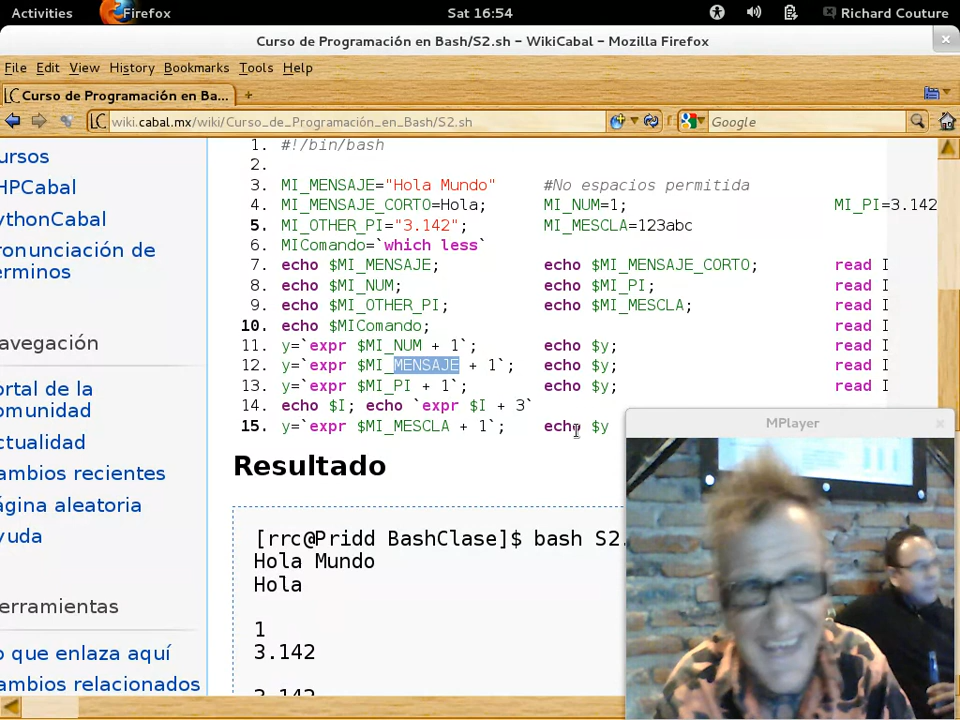 Activities Firefox Sat 16:54 Richard Couture
Curso de Programación en Bash/S2.sh - WikiCabal - Mozilla Firefox
File Edit View History Bookmarks Tools Help
Curso de Programación en Ba...
wiki.cabal.mx/wiki/Curso_de_Programación_en_Bash/S2.sh Google
ursos
HPCabal
ythonCabal
ronunciación de
rminos
avegación
ortal de la
omunidad
ctualidad
ambios recientes
ágina aleatoria
yuda
erramientas
o que enlaza aquí
ambios relacionados
1. #!/bin/bash
2.
3. MI_MENSAJE="Hola Mundo" #No espacios permitida
4. MI_MENSAJE_CORTO=Hola; MI_NUM=1; MI_PI=3.142
5. MI_OTHER_PI="3.142"; MI_MESCLA=123abc
6. MIComando=`which less`
7. echo $MI_MENSAJE; echo $MI_MENSAJE_CORTO; read I
8. echo $MI_NUM; echo $MI_PI; read I
9. echo $MI_OTHER_PI; echo $MI_MESCLA; read I
10. echo $MIComando; read I
11. y=`expr $MI_NUM + 1`; echo $y; read I
12. y=`expr $MI_MENSAJE + 1`; echo $y; read I
13. y=`expr $MI_PI + 1`; echo $y; read I
14. echo $I; echo `expr $I + 3`
15. y=`expr $MI_MESCLA + 1`; echo $y
Resultado
[rrc@Pridd BashClase]$ bash S2.
Hola Mundo
Hola
1
3.142
3.142
MPlayer